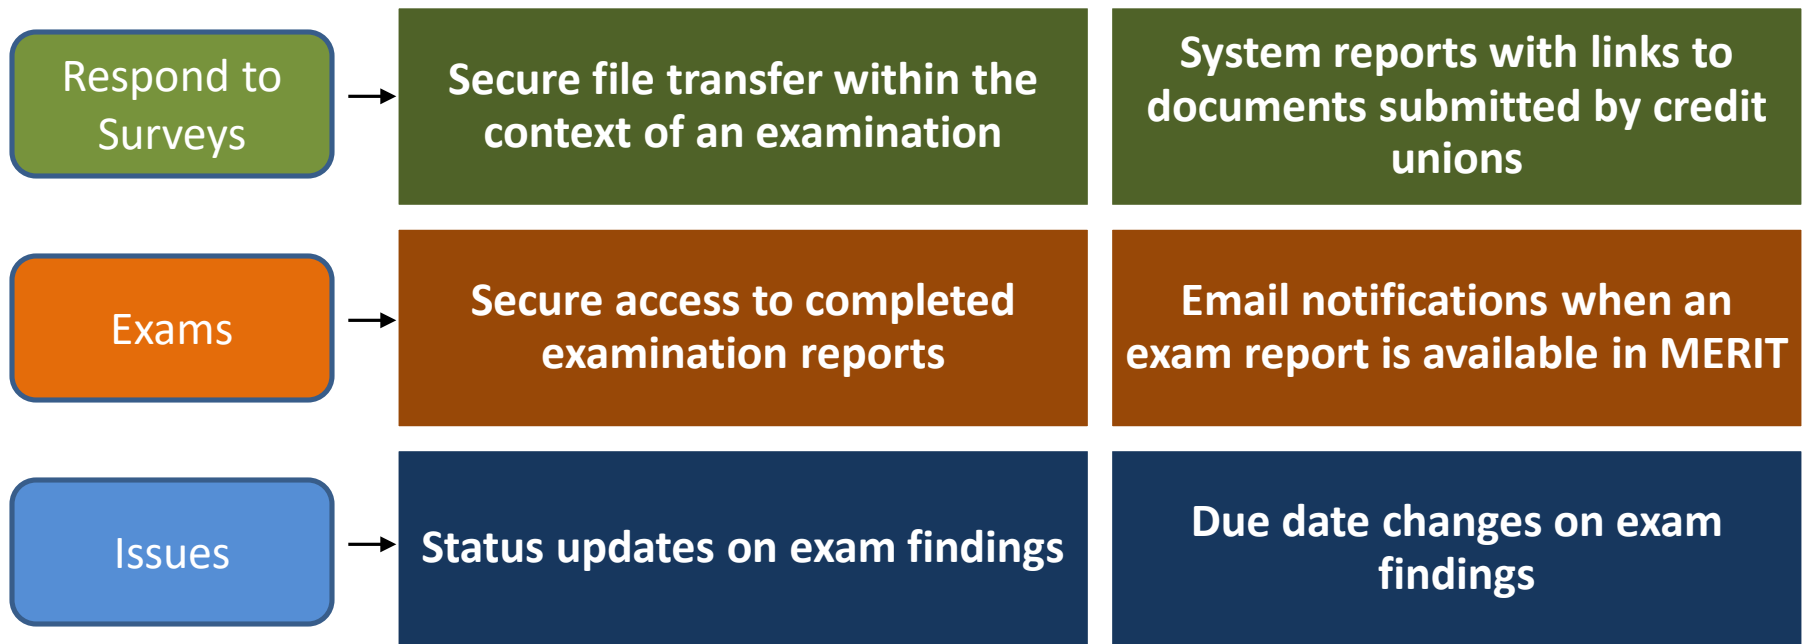 Respond to
Surveys
Secure file transfer within the
context of an examination
System reports with links to
documents submitted by credit
unions
Exams
Secure access to completed
examination reports
Email notifications when an
exam report is available in MERIT
Issues
Status updates on exam findings
Due date changes on exam
findings